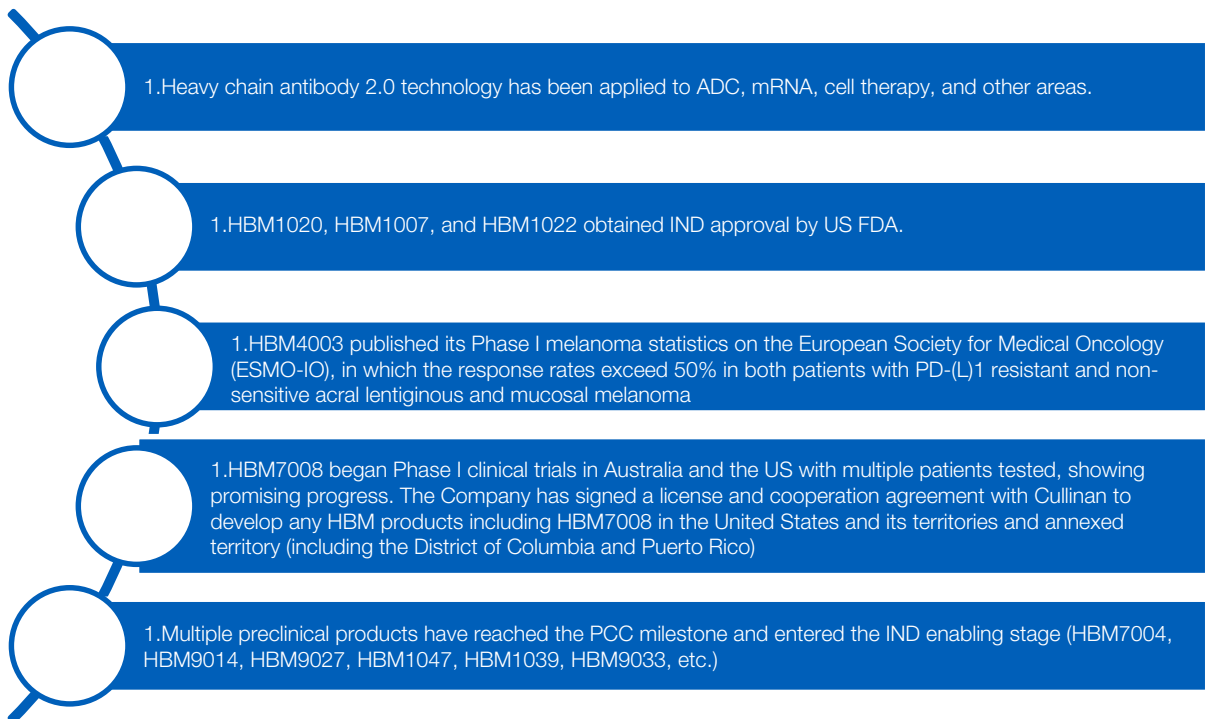 1.Heavy chain antibody 2.0 technology has been applied to ADC, mRNA, cell therapy, and other areas.
1.HBM1020, HBM1007, and HBM1022 obtained IND approval by US FDA.
1.HBM4003 published its Phase I melanoma statistics on the European Society for Medical Oncology
(ESMO-IO), in which the response rates exceed 50% in both patients with PD-(L)1 resistant and non-
sensitive acral lentiginous and mucosal melanoma
1.HBM7008 began Phase I clinical trials in Australia and the US with multiple patients tested, showing
promising progress. The Company has signed a license and cooperation agreement with Cullinan to
develop any HBM products including HBM7008 in the United States and its territories and annexed
territory (including the District of Columbia and Puerto Rico)
1.Multiple preclinical products have reached the PCC milestone and entered the IND enabling stage (HBM7004,
HBM9014, HBM9027, HBM1047, HBM1039, HBM9033, etc.)